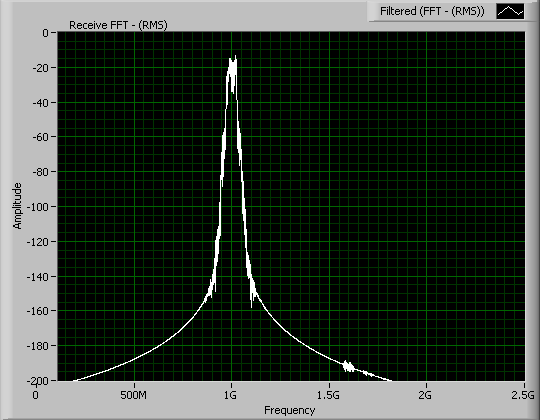 Filtered (FFT - (RMS))
Receive FFT - (RMS)
0
-20
-40
-60
-80
-100
-120
-140
-160
-180
-200
Amplitude
0 500M 1G 1.5G 2G 2.5G
Frequency